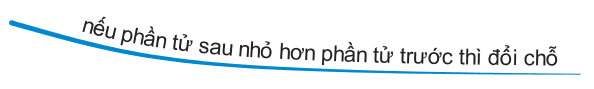 nếu phần tử sau nhỏ hơn phần tử trước thì đổi chỗ